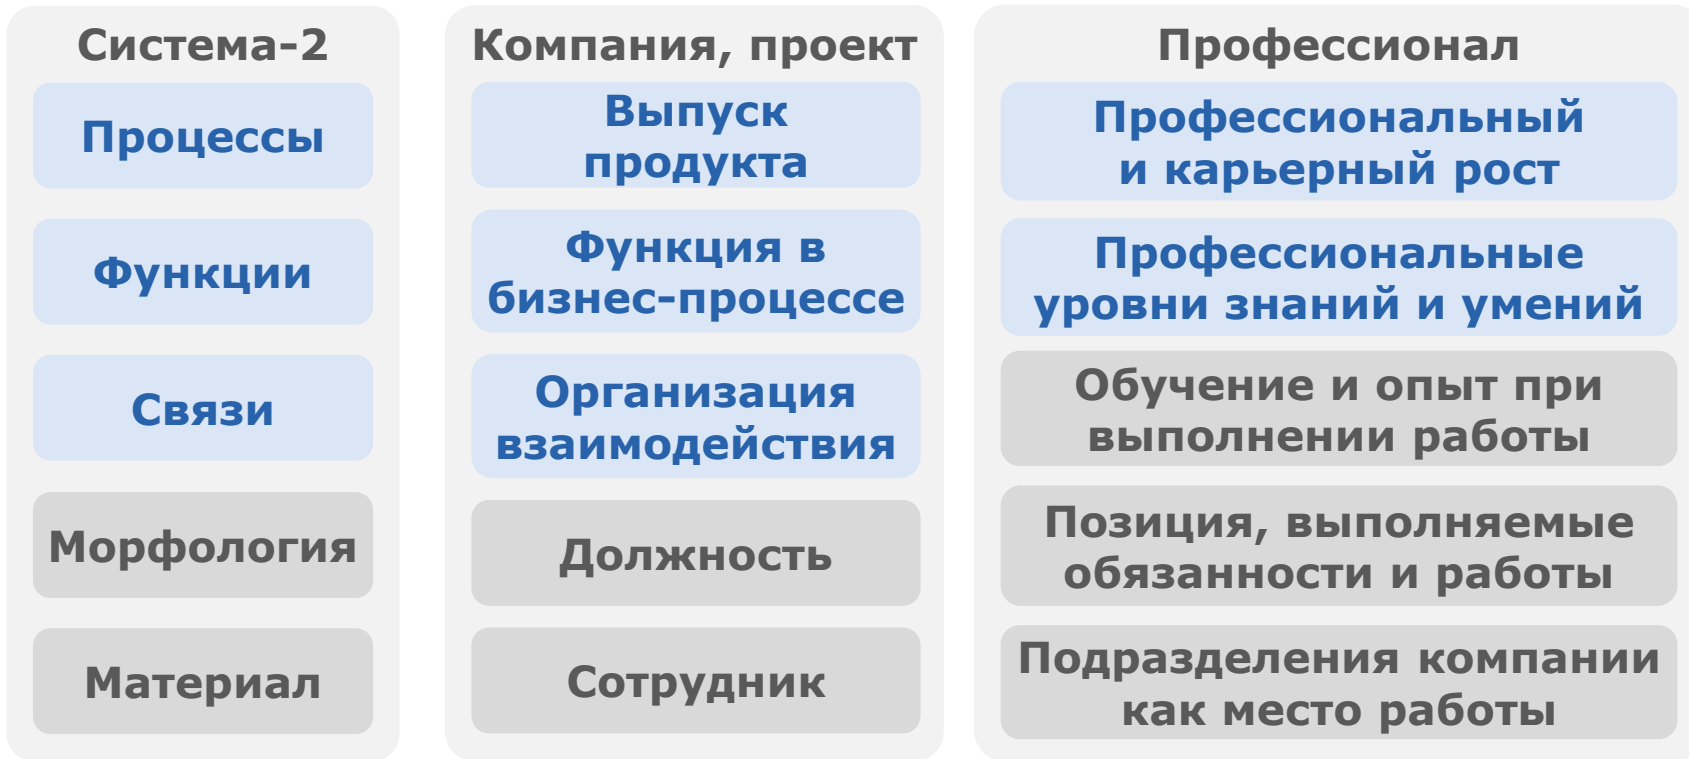 Система-2
Процессы
Функции
Связи
Морфология
Материал
Компания, проект
Выпуск
продукта
Функция в
бизнес-процессе
Организация
взаимодействия
Должность
Сотрудник
Профессионал
Профессиональный
и карьерный рост
Профессиональные
уровни знаний и умений
Обучение и опыт при
выполнении работы
Позиция, выполняемые
обязанности и работы
Подразделения компании
как место работы